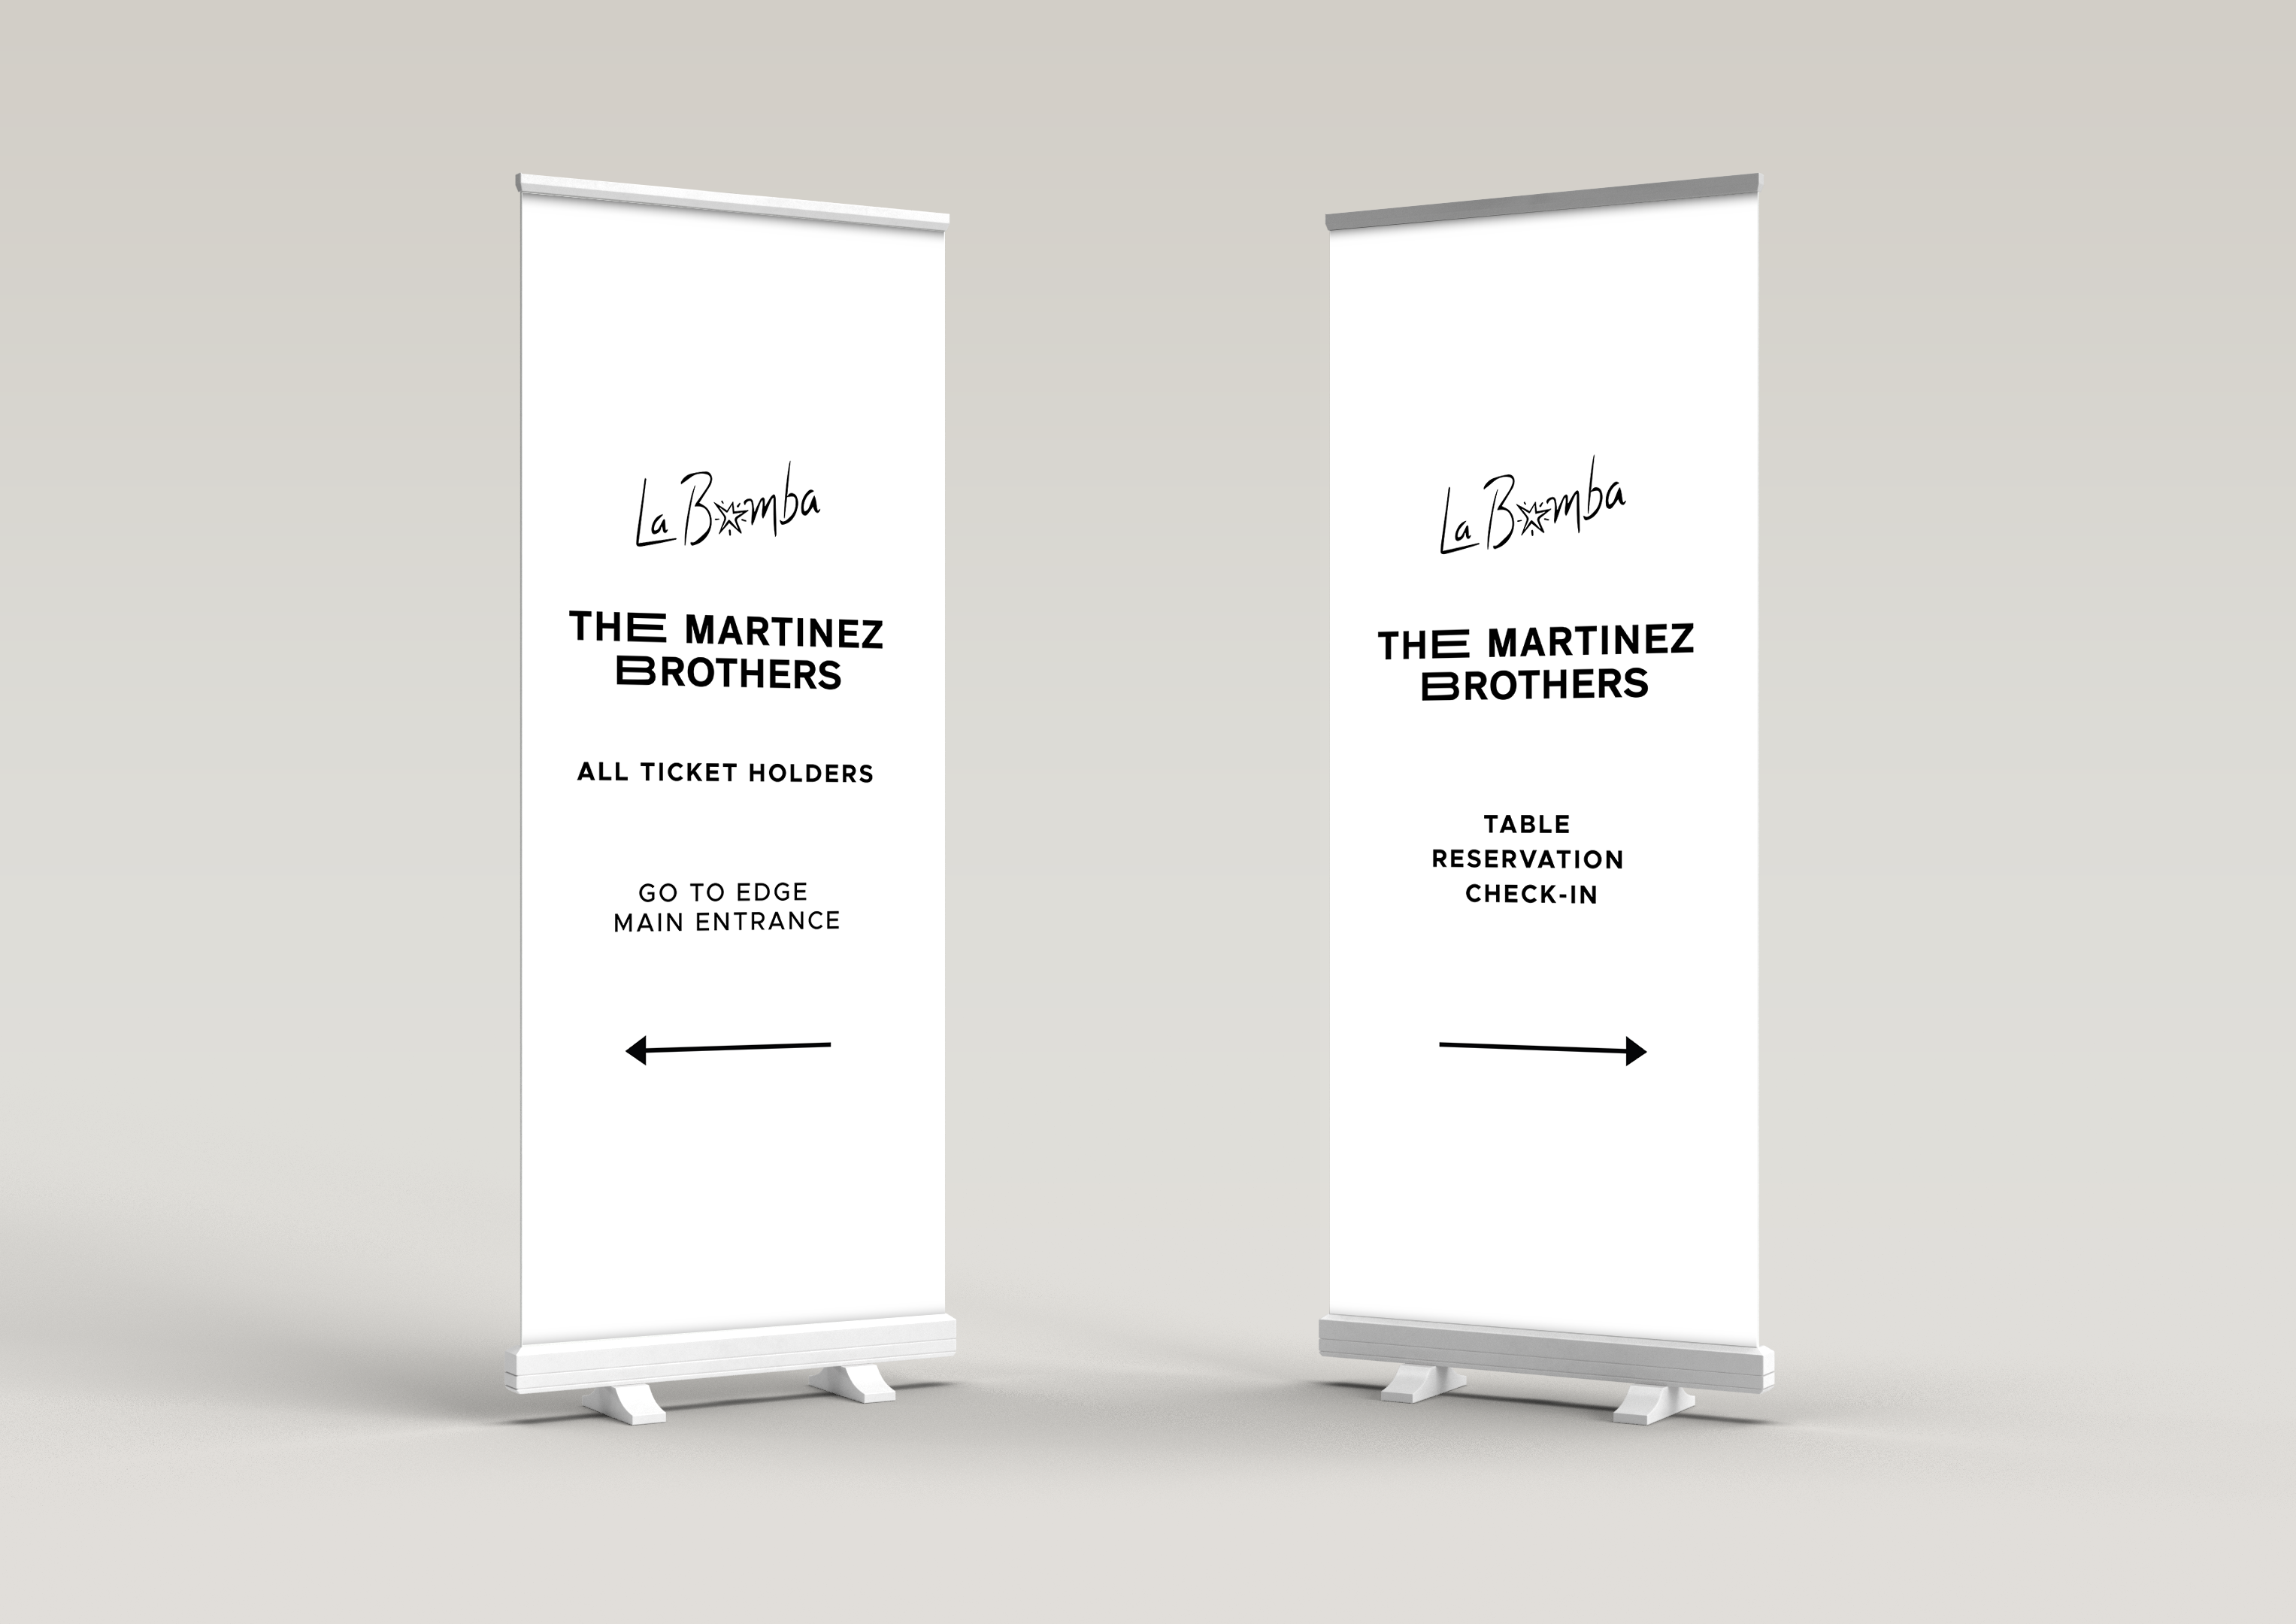 La Bomba
THE MARTINEZ
BROTHERS
ALL TICKET HOLDERS
GO TO EDGE
MAIN ENTRANCE
La Bomba
THE MARTINEZ
BROTHERS
TABLE
RESERVATION
CHECK-IN